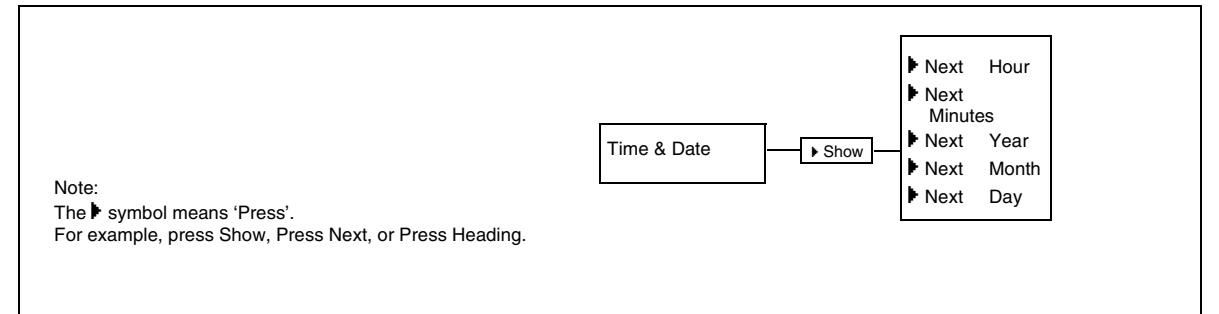 Time & Date
Show
Next Hour
Next
Minutes
Next Year
Next Month
Next Day
Note:
The symbol means ‘Press’.
For example, press Show, Press Next, or Press Heading.